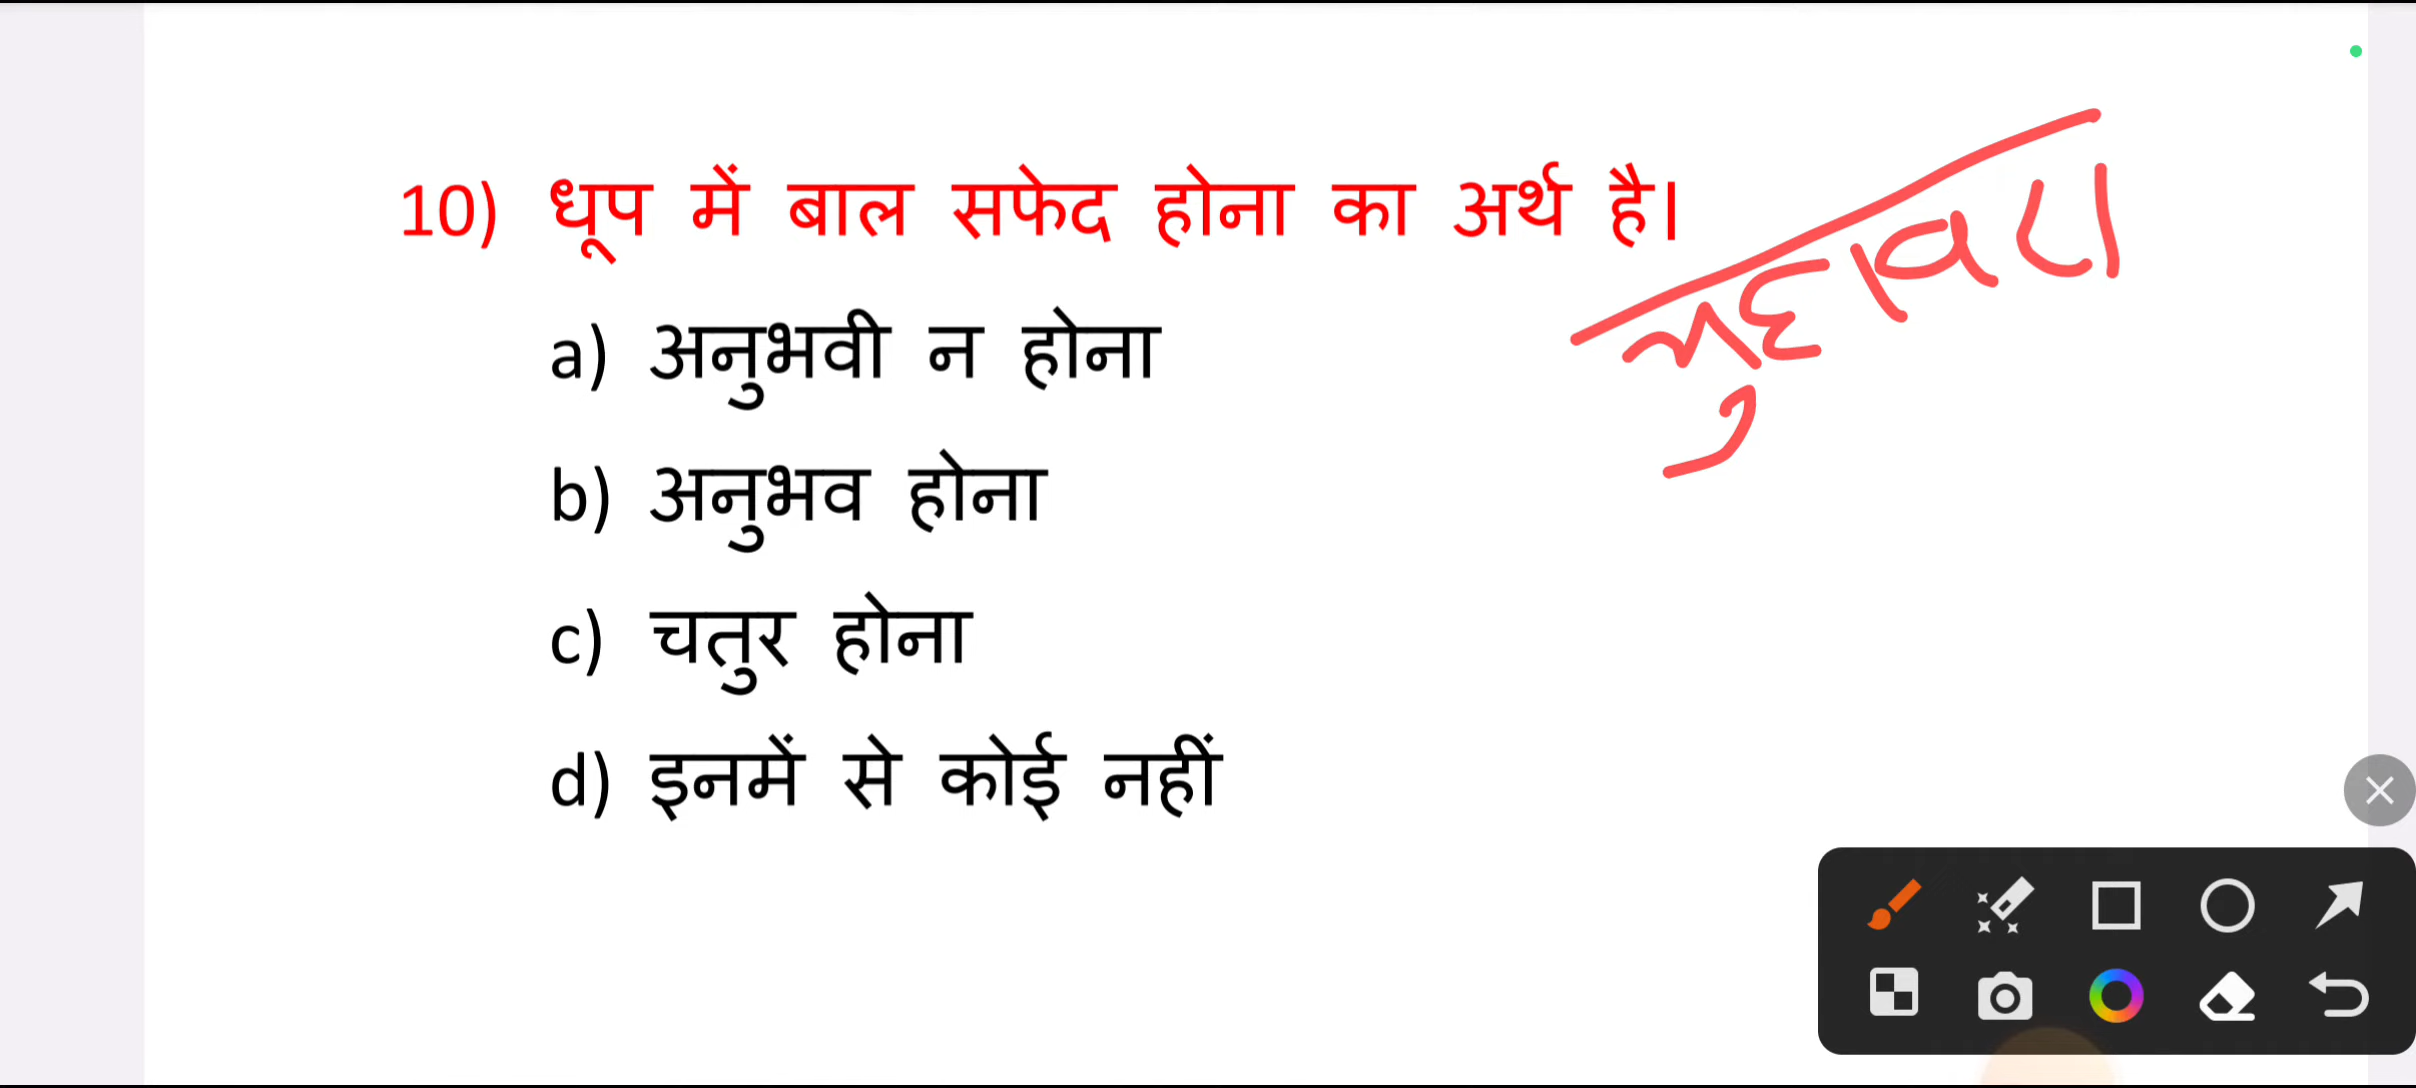 10) धूप में बाल सफेद होना का अर्थ है।
मुहावरा
a) अनुभवी न होना
b) अनुभव होना
c) चतुर होना
d) इनमें से कोई नहीं